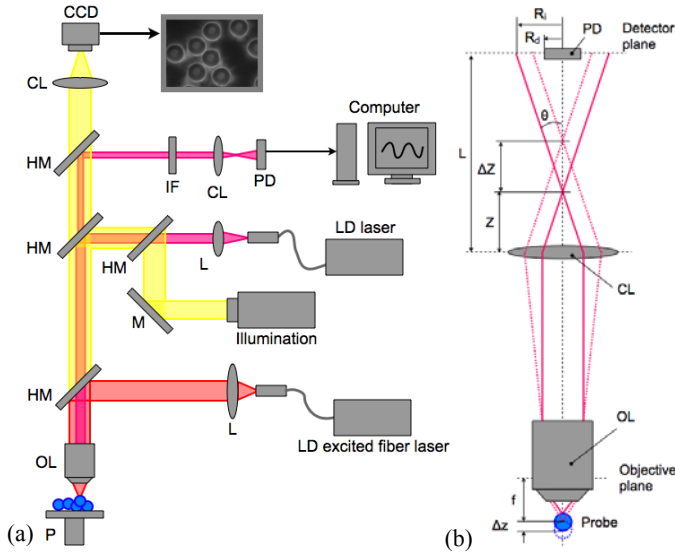 CCD
CL
Computer
HM
IF
CL
PD
HM
HM
L
LD laser
M
Illumination
HM
L
LD excited fiber laser
OL
P
(a)
Ri
Rd
PD
Detector
plane
θ
L
ΔZ
Z
CL
OL
Objective
plane
f
Δz
Probe
(b)